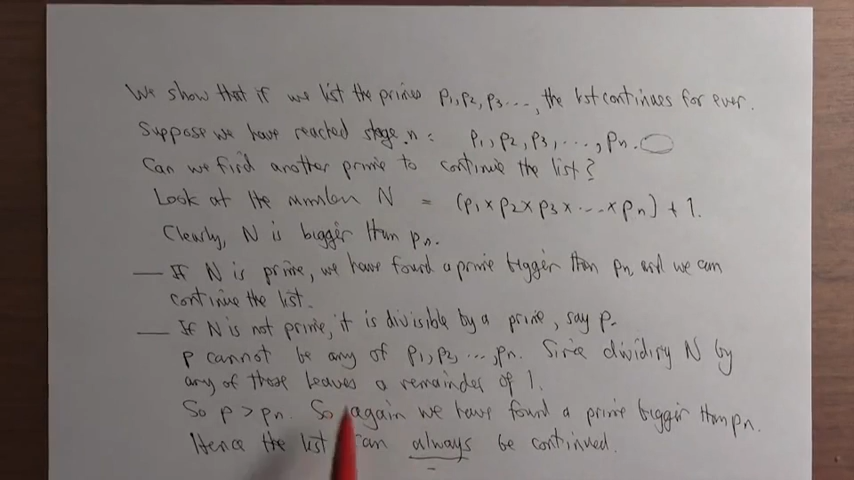 We show that if we list the primes p1, p2, p3 ...., the list continues for ever.
Suppose we have reached stage n : p1, p2, p3, ...., pn.
Can we find another prime to continue the list?
Look at the number N = (p1 x p2 x p3 x .... x pn) + 1.
Clearly, N is bigger than pn.
— If N is prime, we have found a prime bigger than pn and we can
continue the list.
— If N is not prime, it is divisible by a prime, say p.
p cannot be any of p1, p2, ..., pn. Since dividing N by
any of those leaves a remainder of 1.
So p > pn. So again we have found a prime bigger than pn.
Hence the list can always be continued.